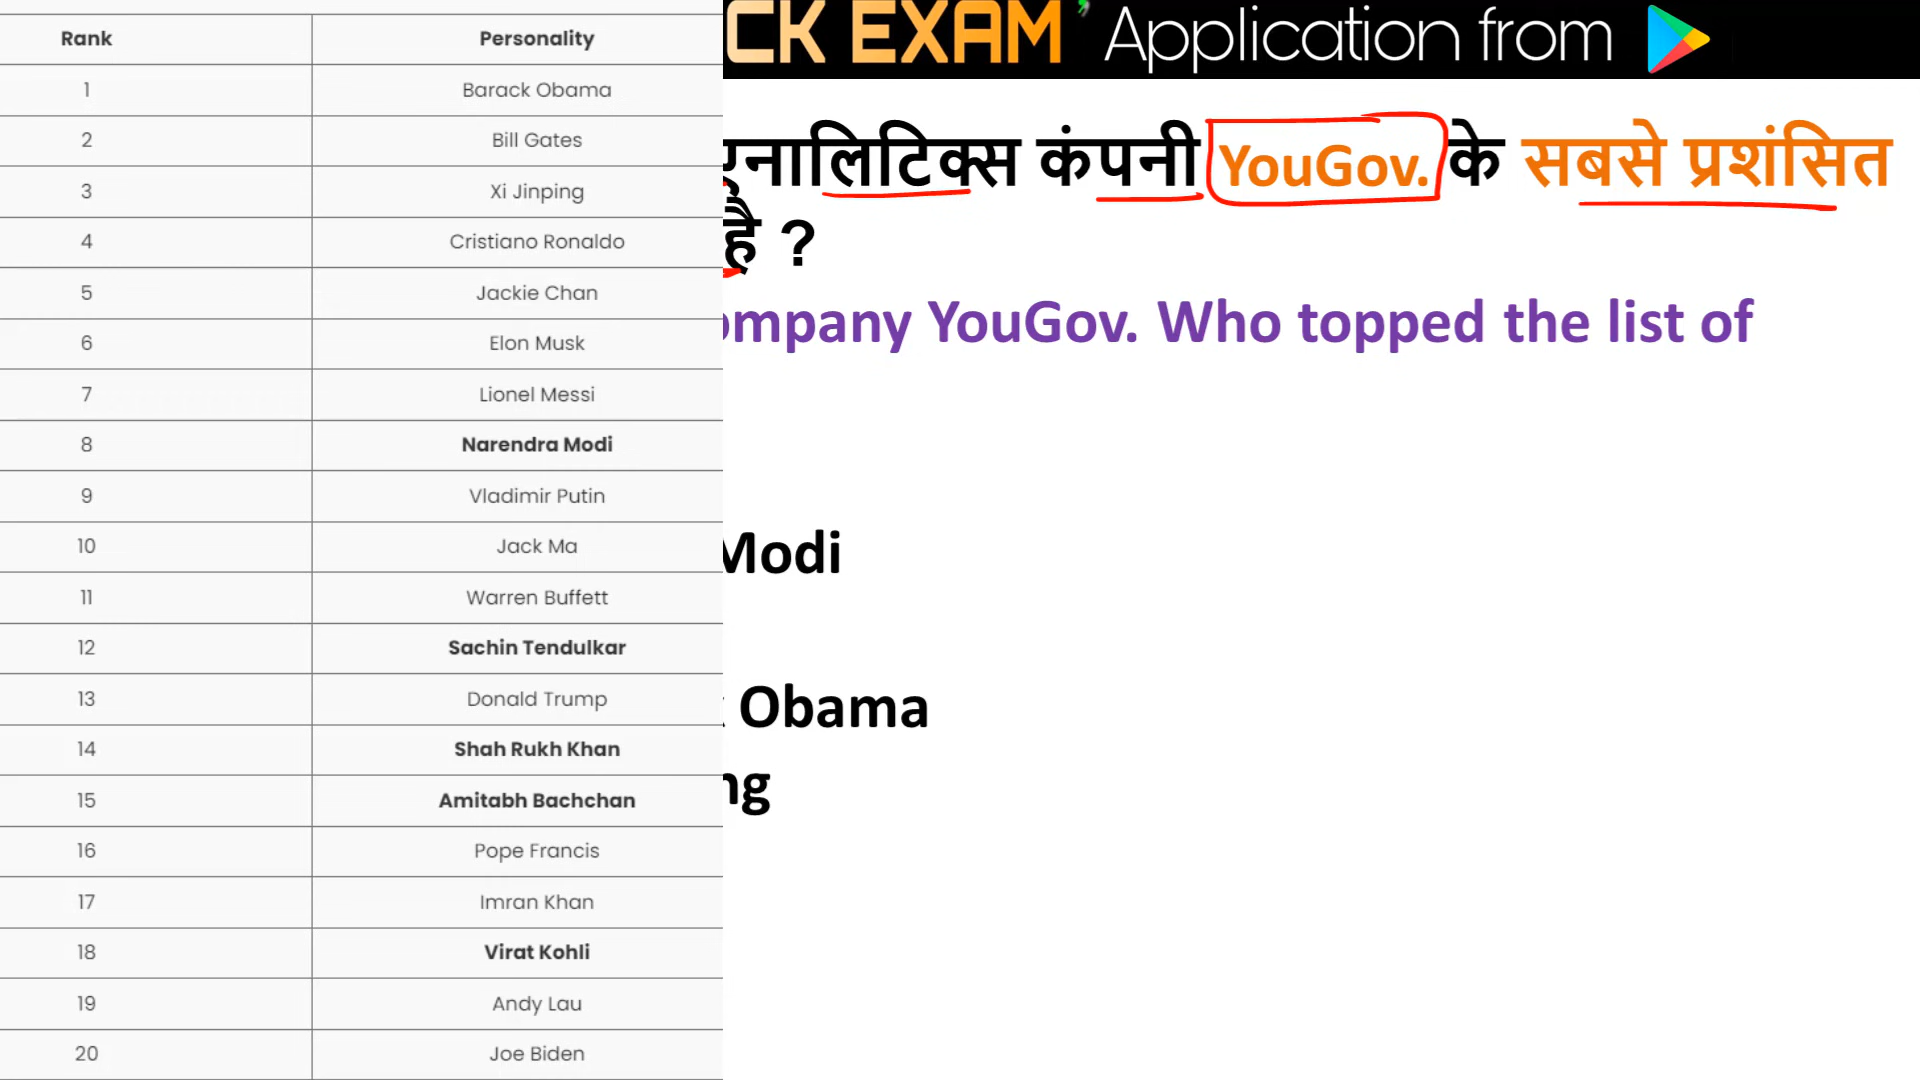 Rank Personality
1 Barack Obama
2 Bill Gates
3 Xi Jinping
4 Cristiano Ronaldo
5 Jackie Chan
6 Elon Musk
7 Lionel Messi
8 Narendra Modi
9 Vladimir Putin
10 Jack Ma
11 Warren Buffett
12 Sachin Tendulkar
13 Donald Trump
14 Shah Rukh Khan
15 Amitabh Bachchan
16 Pope Francis
17 Imran Khan
18 Virat Kohli
19 Andy Lau
20 Joe Biden
CK EXAM Application from
एनालिटिक्स कंपनी YouGov. के सबसे प्रशंसित
है ?
ompany YouGov. Who topped the list of
Modi
Obama
ng